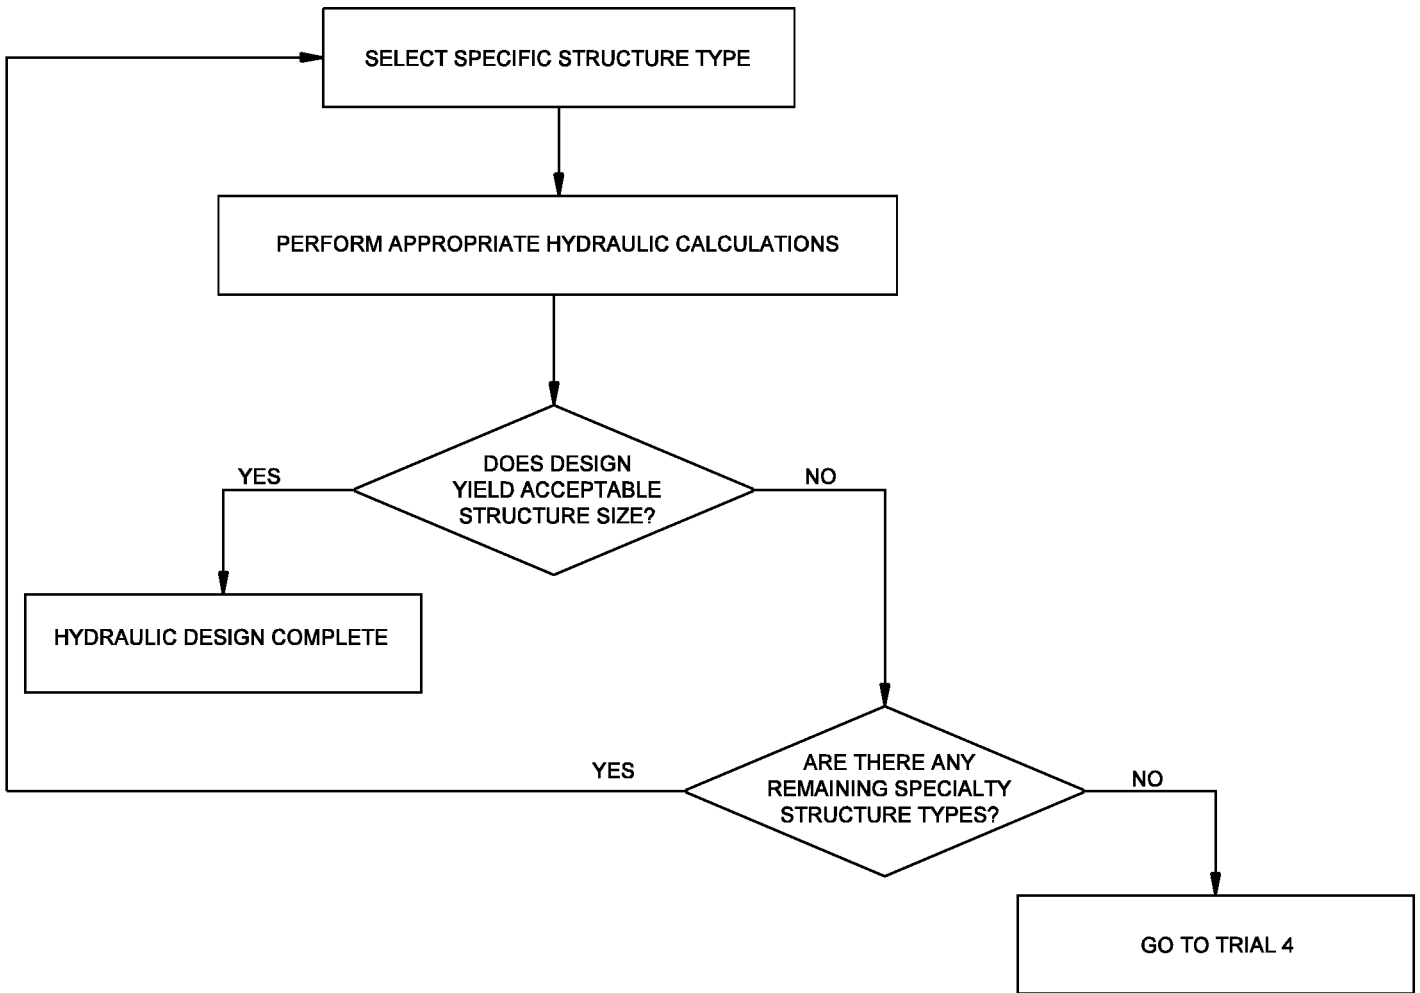 SELECT SPECIFIC STRUCTURE TYPE
PERFORM APPROPRIATE HYDRAULIC CALCULATIONS
DOES DESIGN
YIELD ACCEPTABLE
STRUCTURE SIZE?
YES
NO
HYDRAULIC DESIGN COMPLETE
ARE THERE ANY
REMAINING SPECIALTY
STRUCTURE TYPES?
YES
NO
GO TO TRIAL 4